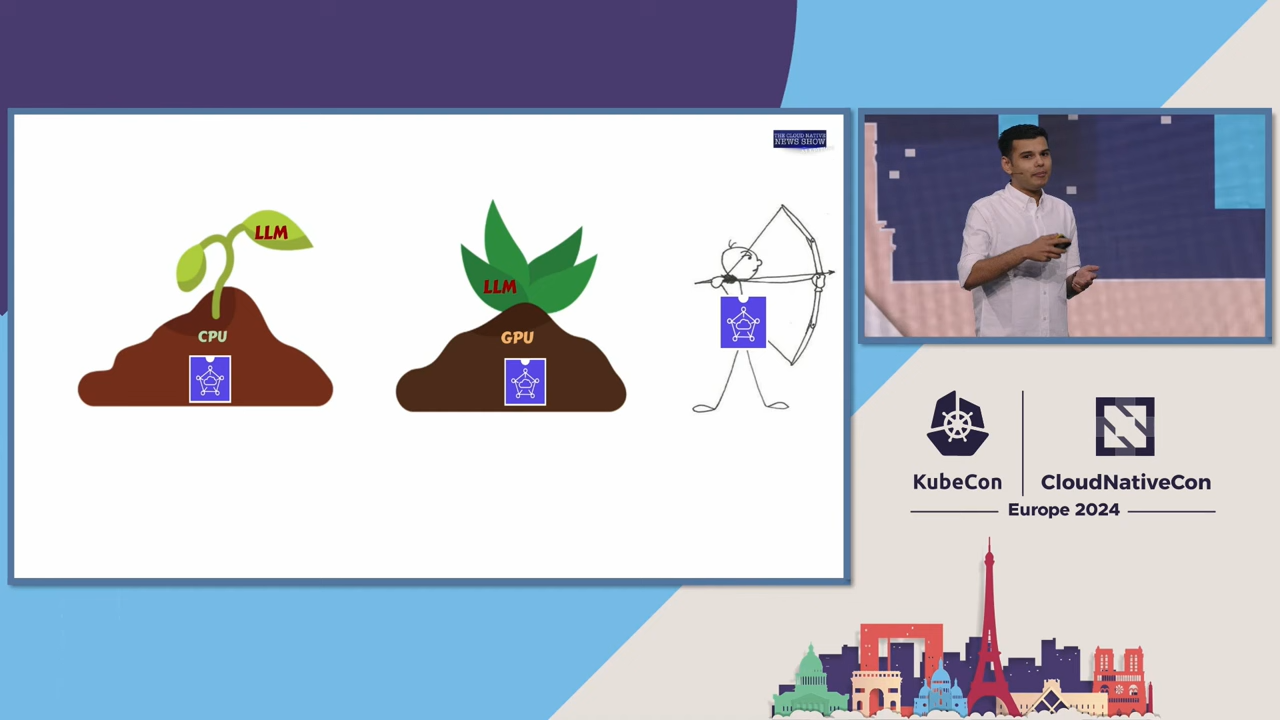 THE CLOUD NATIVE
NEWS SHOW
LLM
CPU
LLM
GPU
KubeCon
CloudNativeCon
Europe 2024